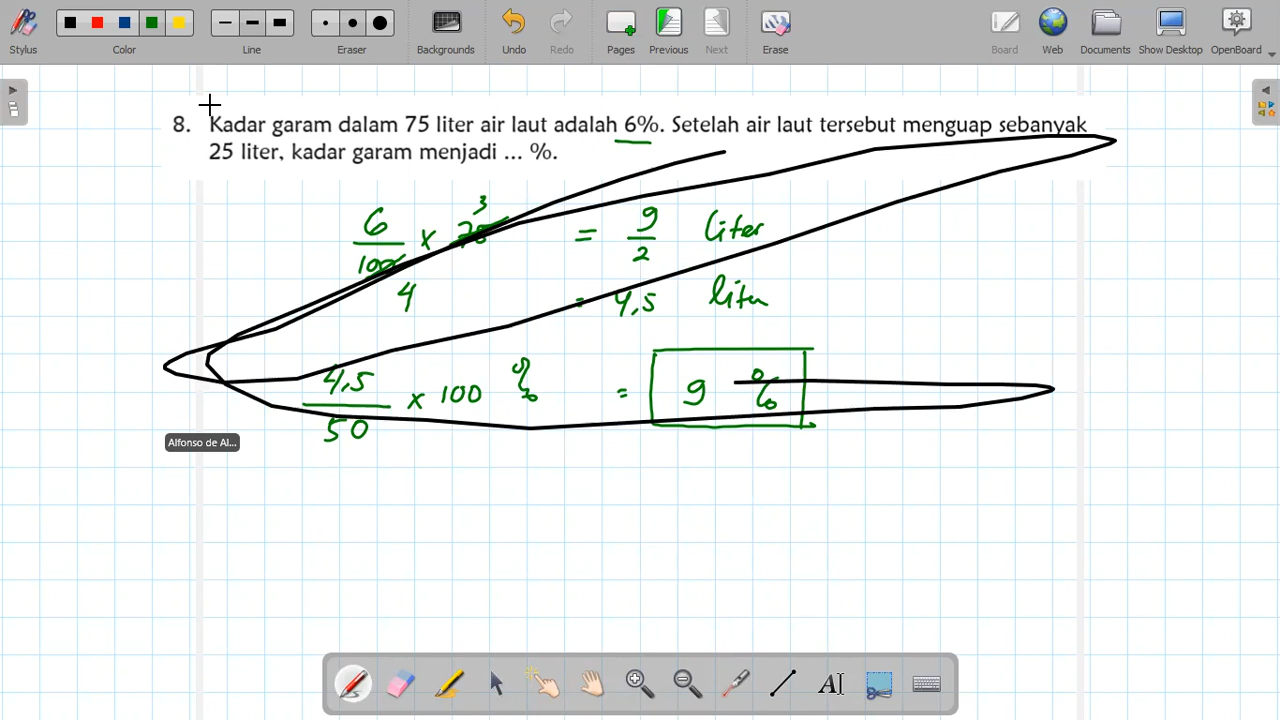 Stylus Color Line Eraser Backgrounds Undo Redo Pages Previous Next Erase Board Web Documents Show Desktop OpenBoard
8. Kadar garam dalam 75 liter air laut adalah 6%. Setelah air laut tersebut menguap sebanyak
25 liter, kadar garam menjadi ... %.
6/100 × 75 = 9/2 liter
3
4
= 4,5 liter
4,5/50 × 100 % = 9 %
Alfonso de Al...